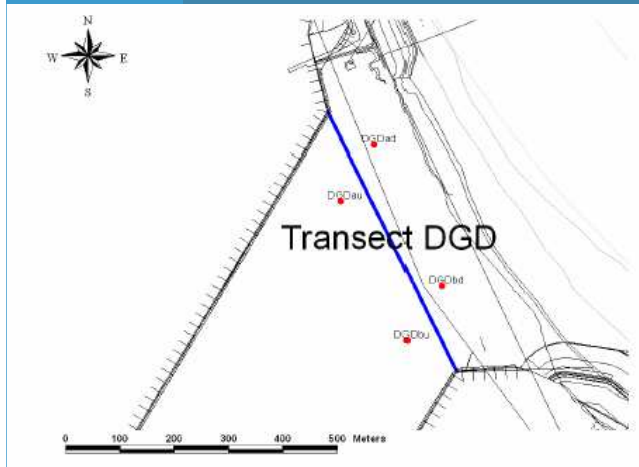 N
W E
S
DGDad
DGDau
Transect DGD
DGDbd
DGDbu
0 100 200 300 400 500 Meters